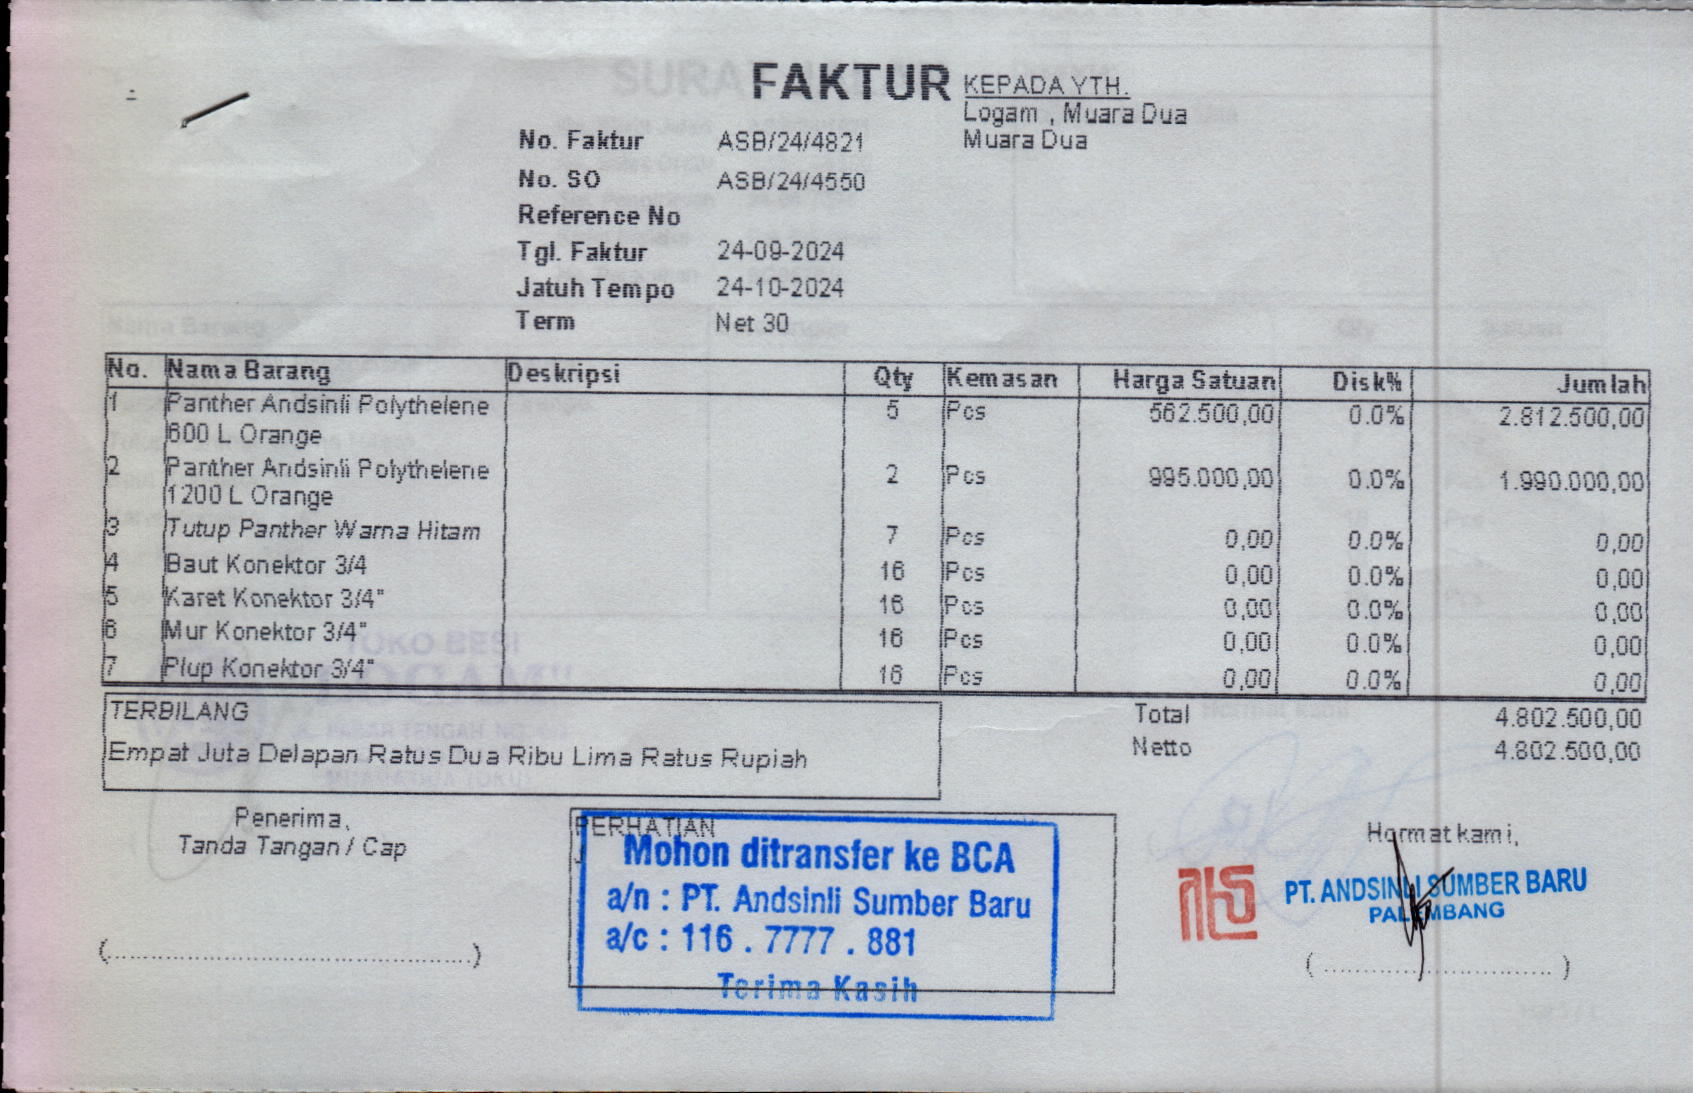 FAKTUR
KEPADA YTH.
Logam , Muara Dua
Muara Dua
No. Faktur ASB/24/4821
No. SO ASB/24/4550
Reference No
Tgl. Faktur 24-09-2024
Jatuh Tempo 24-10-2024
Term Net 30
No. Nama Barang Deskripsi Qty Kemasan Harga Satuan Disk% Jumlah
1 Panther Andsinli Polythelene 5 Pcs 562.500,00 0.0% 2.812.500,00
600 L Orange
2 Panther Andsinli Polythelene 2 Pcs 995.000,00 0.0% 1.990.000,00
1200 L Orange
3 Tutup Panther Warna Hitam 7 Pcs 0,00 0.0% 0,00
4 Baut Konektor 3/4 16 Pcs 0,00 0.0% 0,00
5 Karet Konektor 3/4" 16 Pcs 0,00 0.0% 0,00
6 Mur Konektor 3/4" 16 Pcs 0,00 0.0% 0,00
7 Plup Konektor 3/4" 16 Pcs 0,00 0.0% 0,00
TERBILANG
Empat Juta Delapan Ratus Dua Ribu Lima Ratus Rupiah
Total 4.802.500,00
Netto 4.802.500,00
Penerima,
Tanda Tangan / Cap
(..............................................)
PERHATIAN
Mohon ditransfer ke BCA
a/n : PT. Andsinli Sumber Baru
a/c : 116 . 7777 . 881
Terima Kasih
Hormat kami,
PT. ANDSINLI SUMBER BARU
PALEMBANG
(..............................)